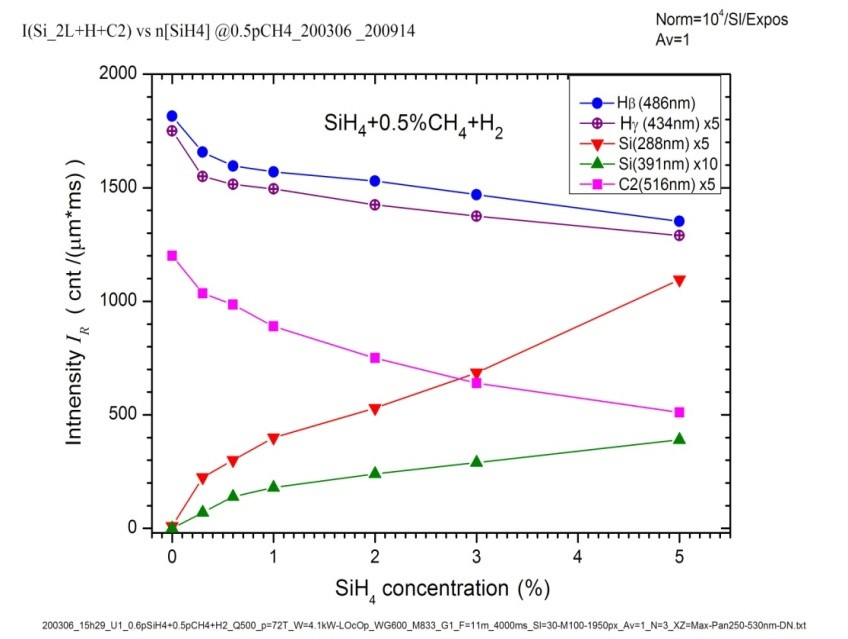 I(Si_2L+H+C2) vs n[SiH4] @0.5pCH4_200306 _200914
Norm=10⁴/SI/Expos
Av=1
SiH₄+0.5%CH₄+H₂
Hβ (486nm)
Hγ (434nm) x5
Si(288nm) x5
Si(391nm) x10
C2(516nm) x5
Intnensity I_R ( cnt /(μm*ms) )
2000
1500
1000
500
0
0 1 2 3 4 5
SiH₄ concentration (%)
200306_15h29_U1_0.6pSiH4+0.5pCH4+H2_Q500_p=72T_W=4.1kW-LOcOp_WG600_M833_G1_F=11m_4000ms_SI=30-M100-1950px_Av=1_N=3_XZ=Max-Pan250-530nm-DN.txt